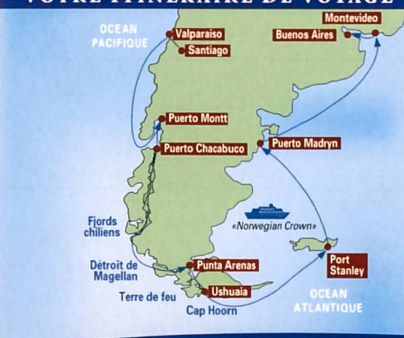 VOTRE ITINÉRAIRE DE VOYAGE
Montevideo
OCEAN
PACIFIQUE
Valparaiso
Buenos Aires
Santiago
Puerto Montt
Puerto Chacabuco
Puerto Madryn
Fjords
chiliens
«Norwegian Crown»
Détroit de
Magellan
Punta Arenas
Port
Stanley
Terre de feu
Ushuaia
Cap Hoorn
OCEAN
ATLANTIQUE